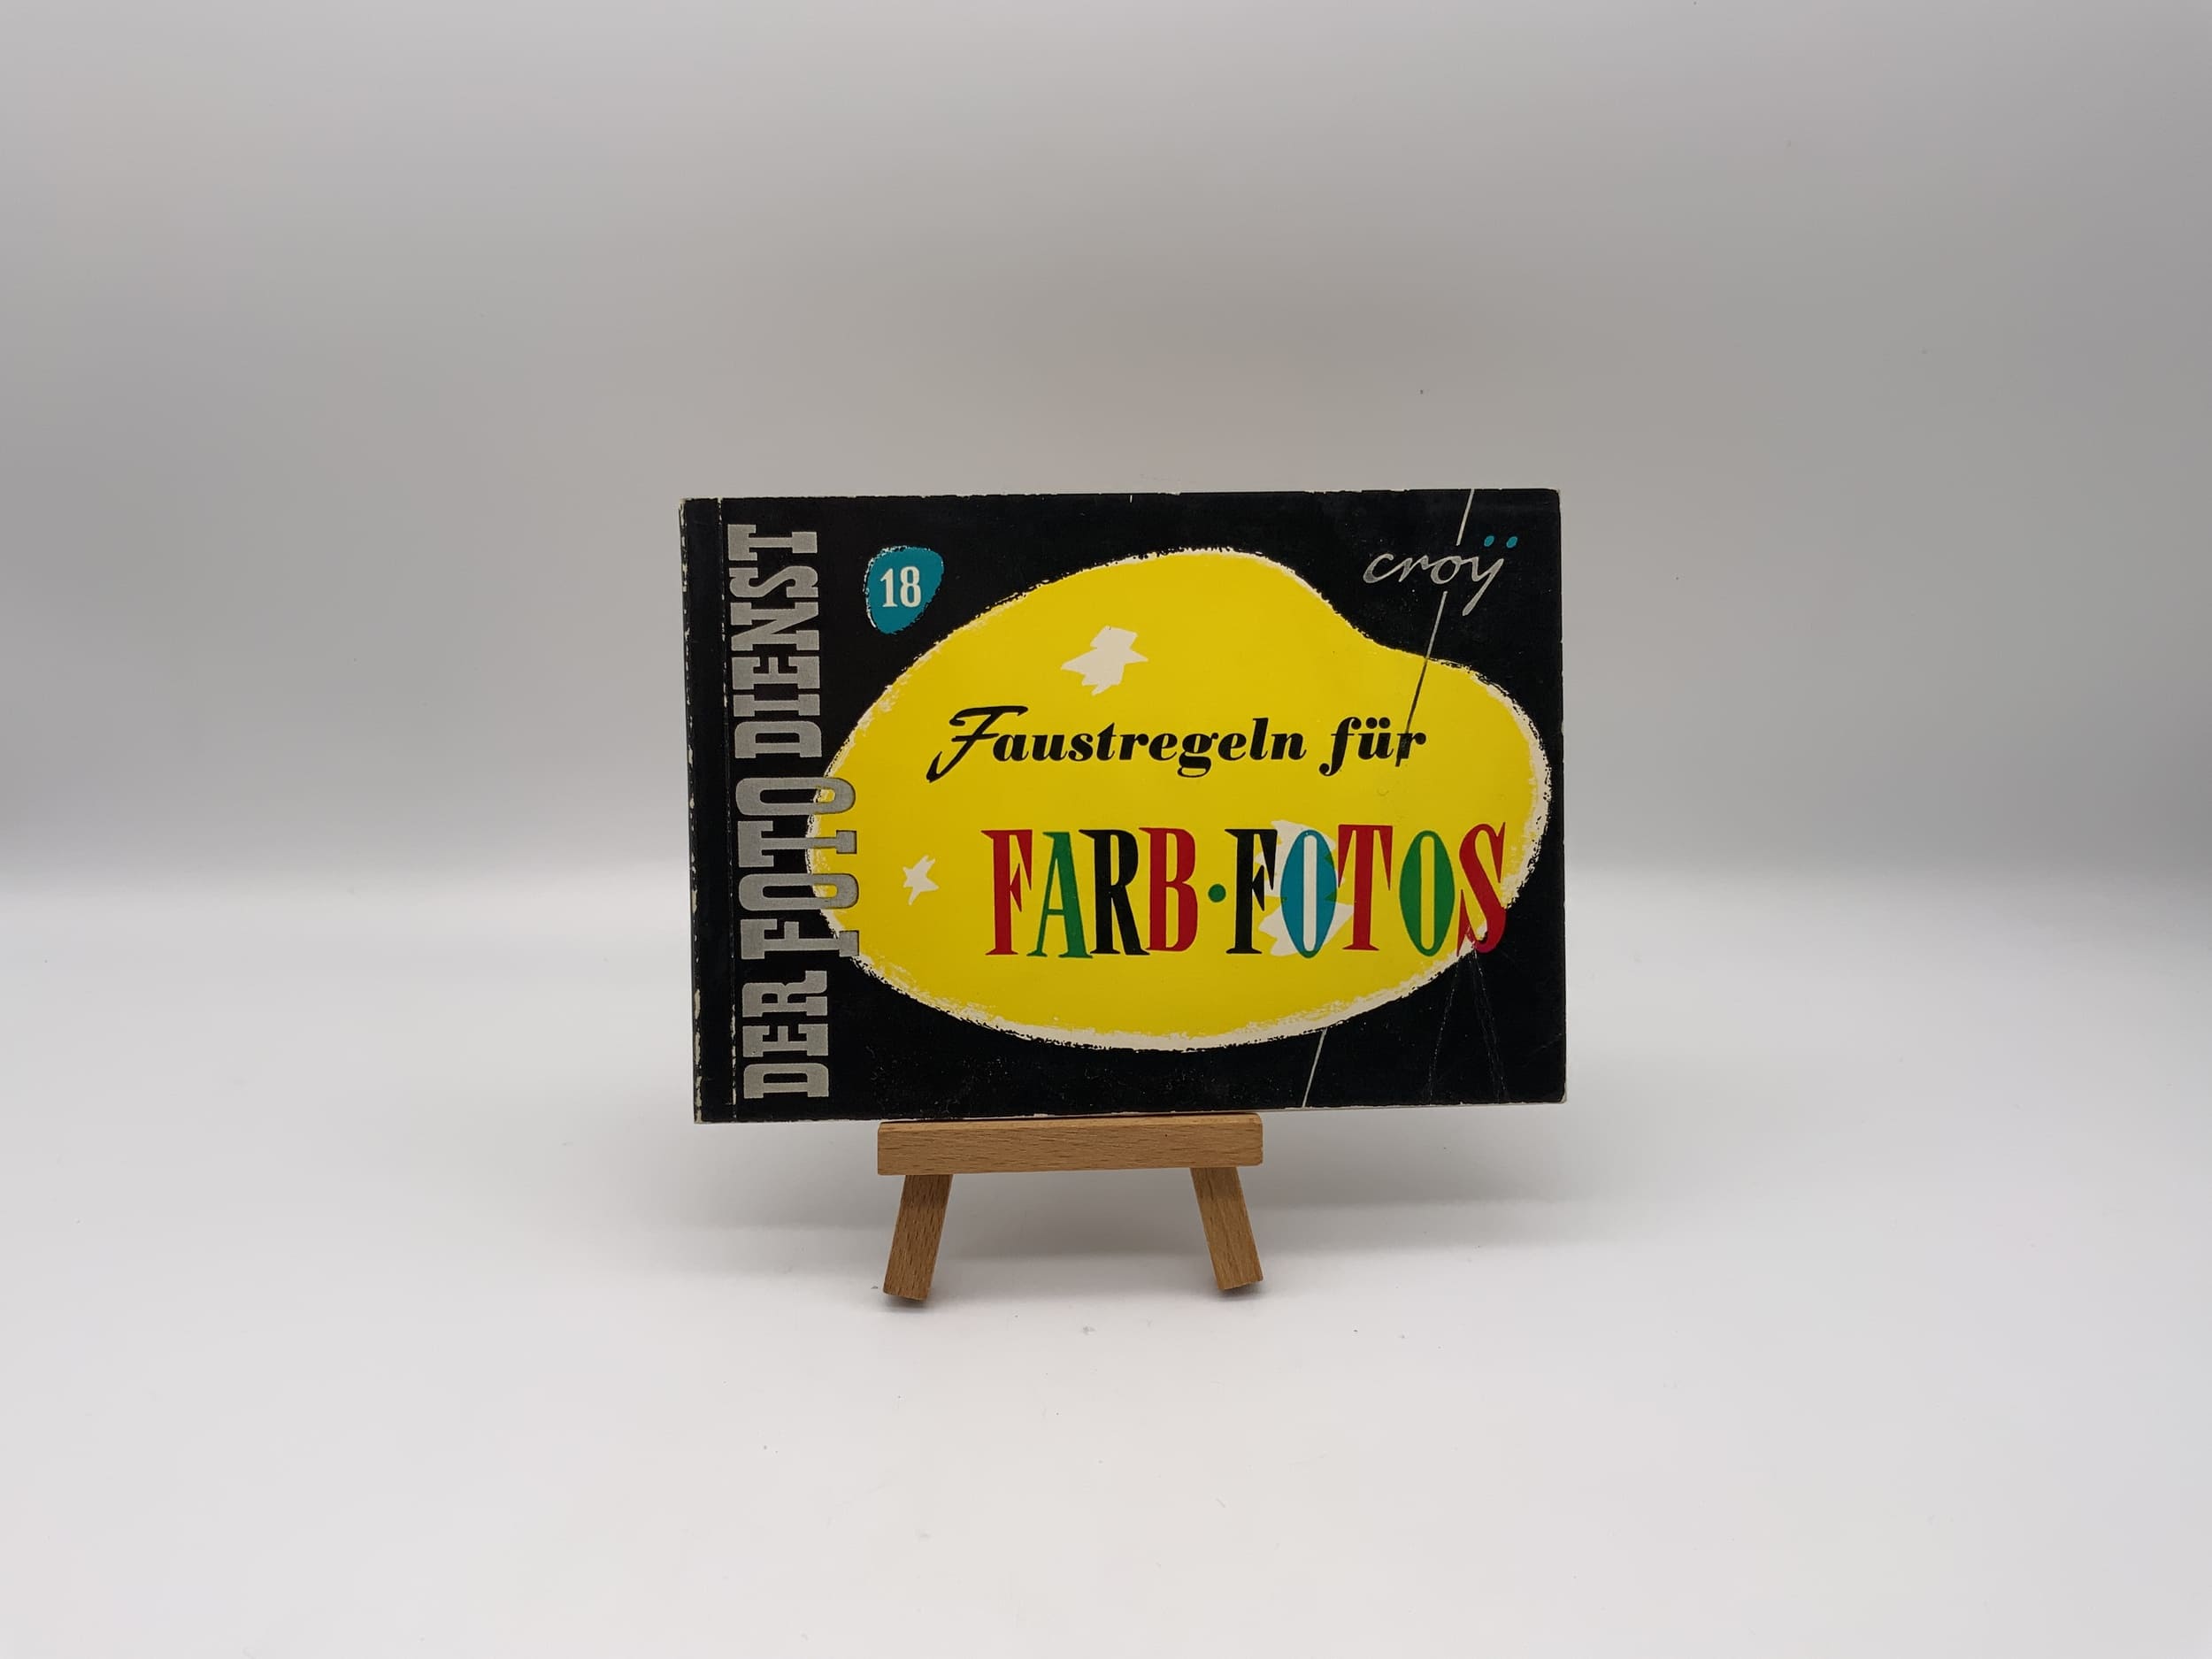 DER FOTO DIENST
18
croÿ
Faustregeln für
FARB·FOTOS